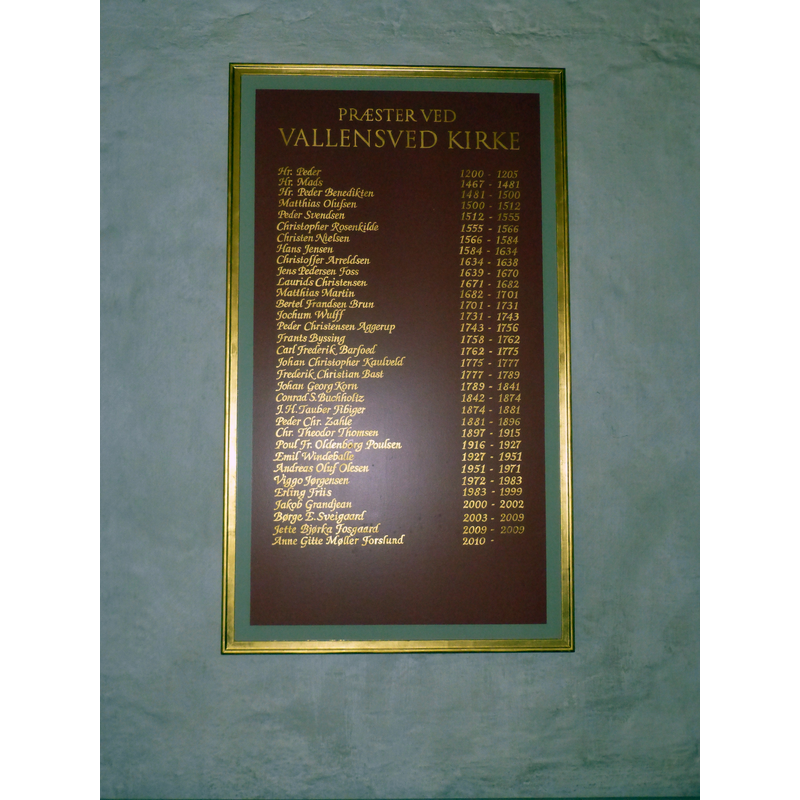 PRÆSTER VED
VALLENSVED KIRKE
Hr. Peder 1200 - 1205
Hr. Mads 1467 - 1481
Hr. Peder Benedikten 1481 - 1500
Matthias Olufsen 1500 - 1512
Peder Svendsen 1512 - 1555
Christopher Rosenkilde 1555 - 1566
Christen Nielsen 1566 - 1584
Hans Jensen 1584 - 1634
Christoffer Arreldsen 1634 - 1638
Jens Pedersen Foss 1639 - 1670
Laurids Christensen 1671 - 1682
Matthias Martin 1682 - 1701
Bertel Frandsen Brun 1701 - 1731
Jochum Wulff 1731 - 1743
Peder Christensen Aggerup 1743 - 1756
Frants Byssing 1758 - 1762
Carl Frederik Barfoed 1762 - 1775
Johan Christopher Kaulveld 1775 - 1777
Frederik Christian Bast 1777 - 1789
Johan Georg Korn 1789 - 1841
Conrad S. Buchholtz 1842 - 1874
J. H. Tauber Fibiger 1874 - 1881
Peder Chr. Zahle 1881 - 1896
Chr. Theodor Thomsen 1897 - 1915
Poul Fr. Oldenborg Poulsen 1916 - 1927
Emil Windeballe 1927 - 1951
Andreas Oluf Olesen 1951 - 1971
Viggo Jørgensen 1972 - 1983
Erling Friis 1983 - 1999
Jakob Grandjean 2000 - 2002
Børge E. Sveigaard 2003 - 2009
Jette Bjørka Fosgaard 2009 - 2009
Anne Gitte Møller Forslund 2010 -